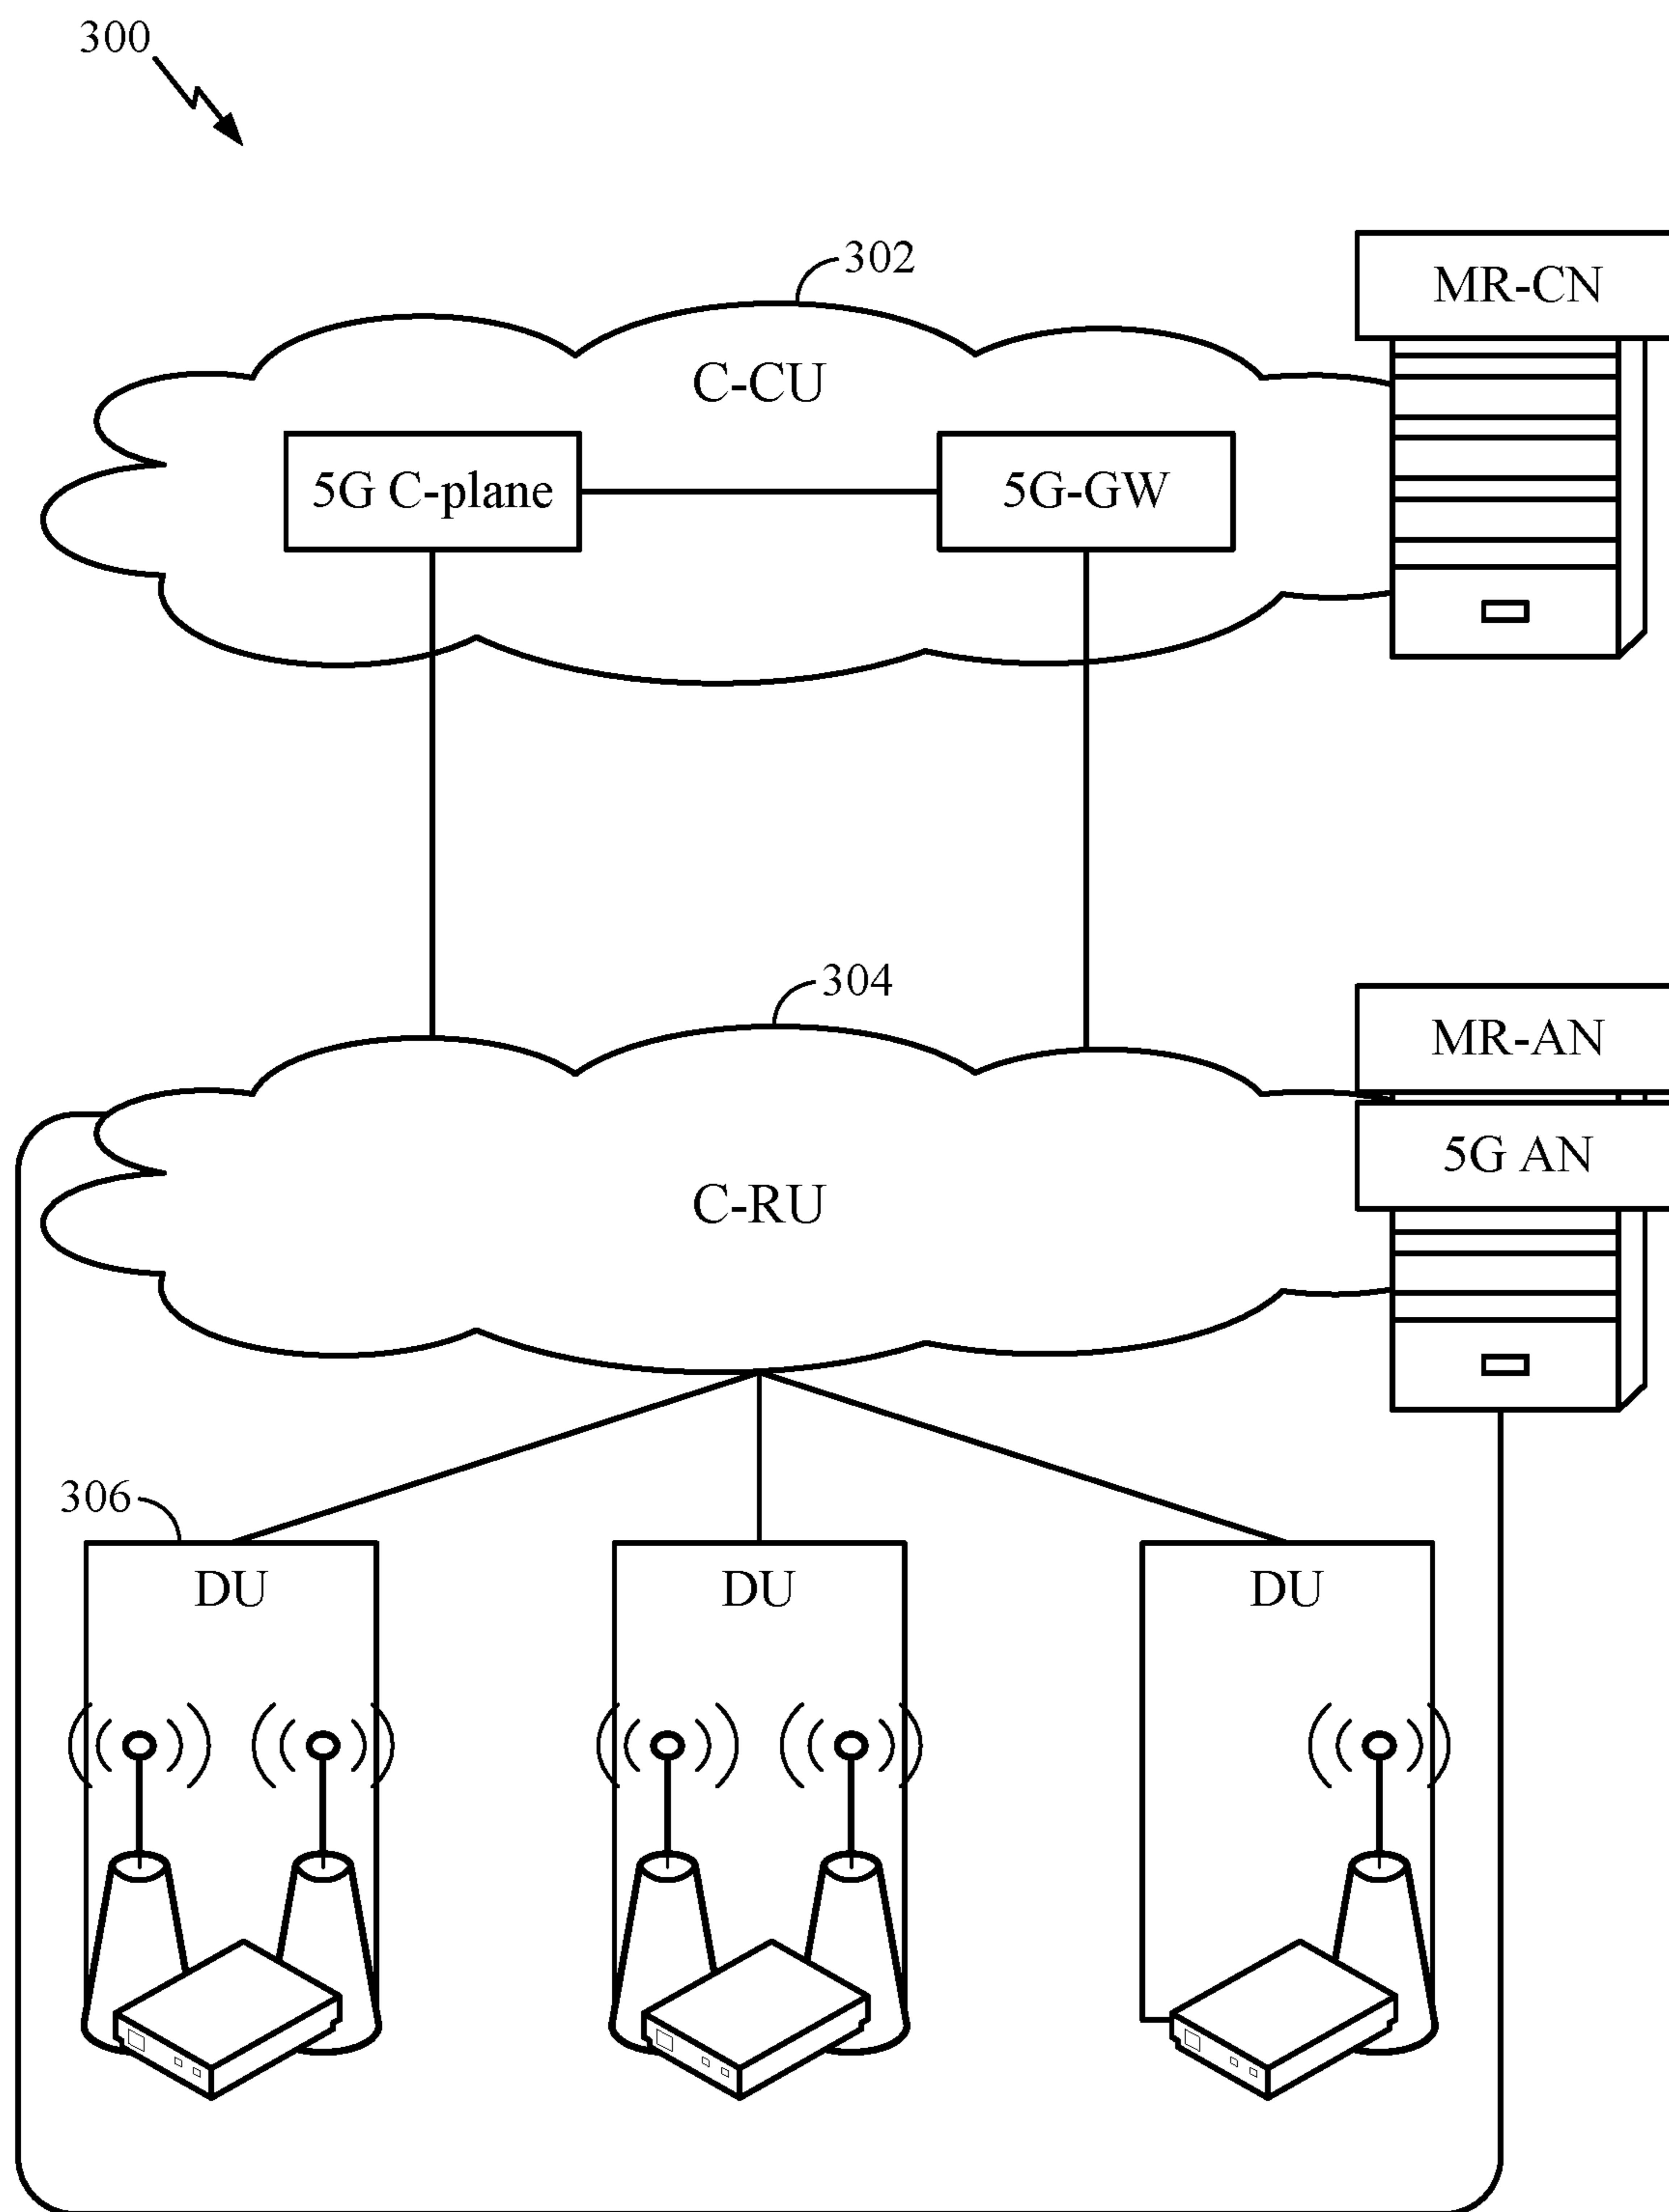 300
302
MR-CN
C-CU
5G C-plane
5G-GW
304
MR-AN
5G AN
C-RU
306
DU
DU
DU